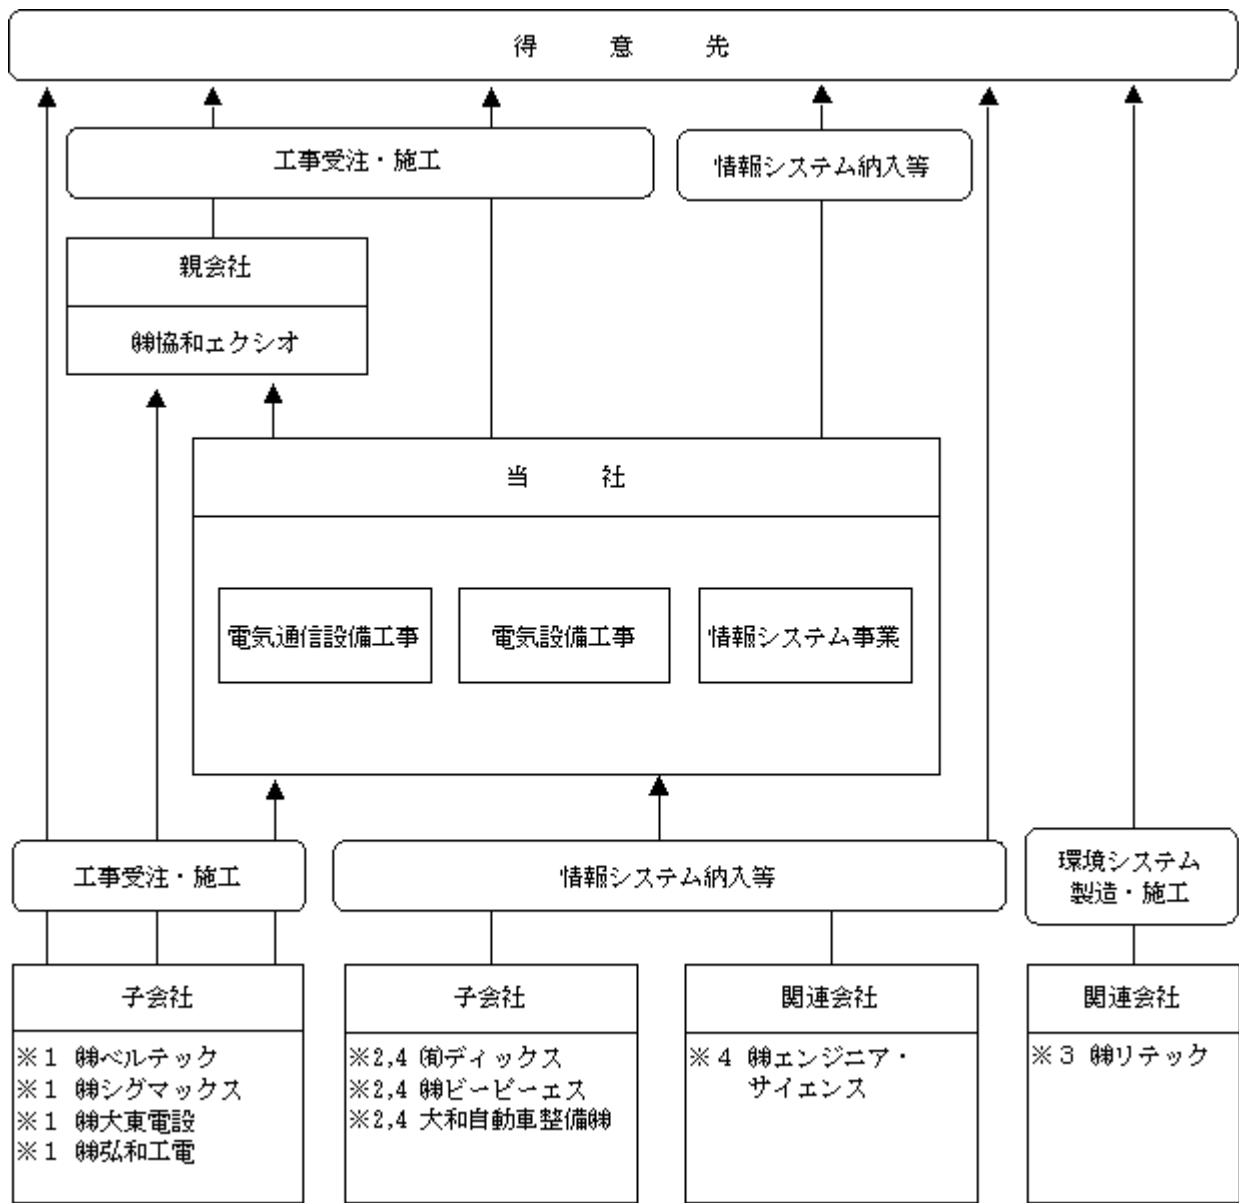 得　意　先
工事受注・施工
情報システム納入等
親会社
㈱協和エクシオ
当　社
電気通信設備工事
電気設備工事
情報システム事業
工事受注・施工
情報システム納入等
環境システム
製造・施工
子会社
※1 ㈱ベルテック
※1 ㈱シグマックス
※1 ㈱大東電設
※1 ㈱弘和工電
子会社
※2,4 ㈲ディックス
※2,4 ㈱ビービーエス
※2,4 大和自動車整備㈱
関連会社
※4 ㈱エンジニア・
サイエンス
関連会社
※3 ㈱リテック